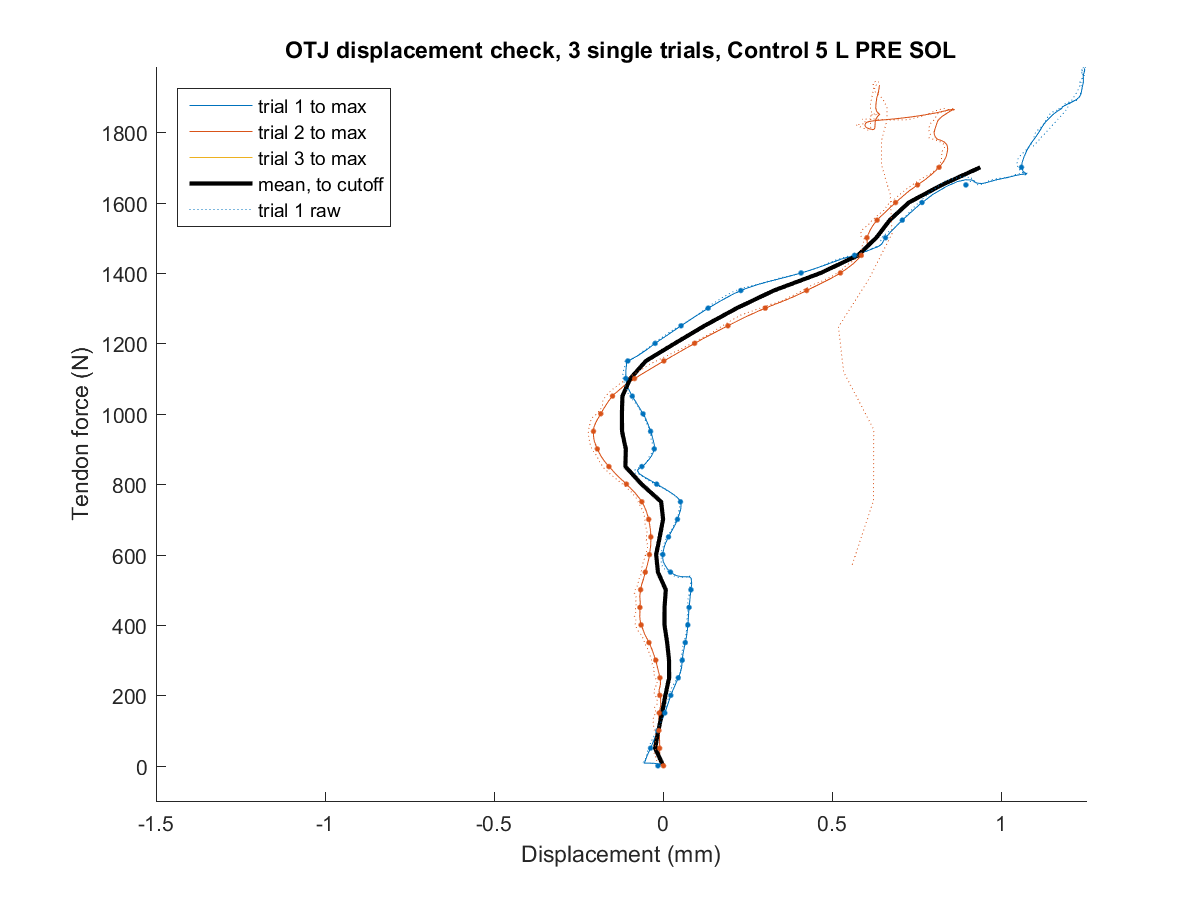 OTJ displacement check, 3 single trials, Control 5 L PRE SOL
trial 1 to max
trial 2 to max
trial 3 to max
mean, to cutoff
trial 1 raw
1800
1600
1400
1200
1000
800
600
400
200
0
Tendon force (N)
-1.5
-1
-0.5
0
0.5
1
Displacement (mm)